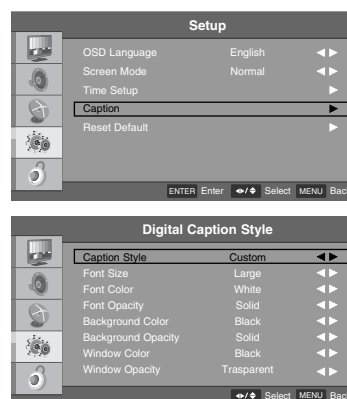 Setup
OSD Language English
Screen Mode Normal
Time Setup
Caption
Reset Default
ENTER Enter Select MENU Bac
Digital Caption Style
Caption Style Custom
Font Size Large
Font Color White
Font Opacity Solid
Background Color Black
Background Opacity Solid
Window Color Black
Window Opacity Trasparent
Select MENU Bac